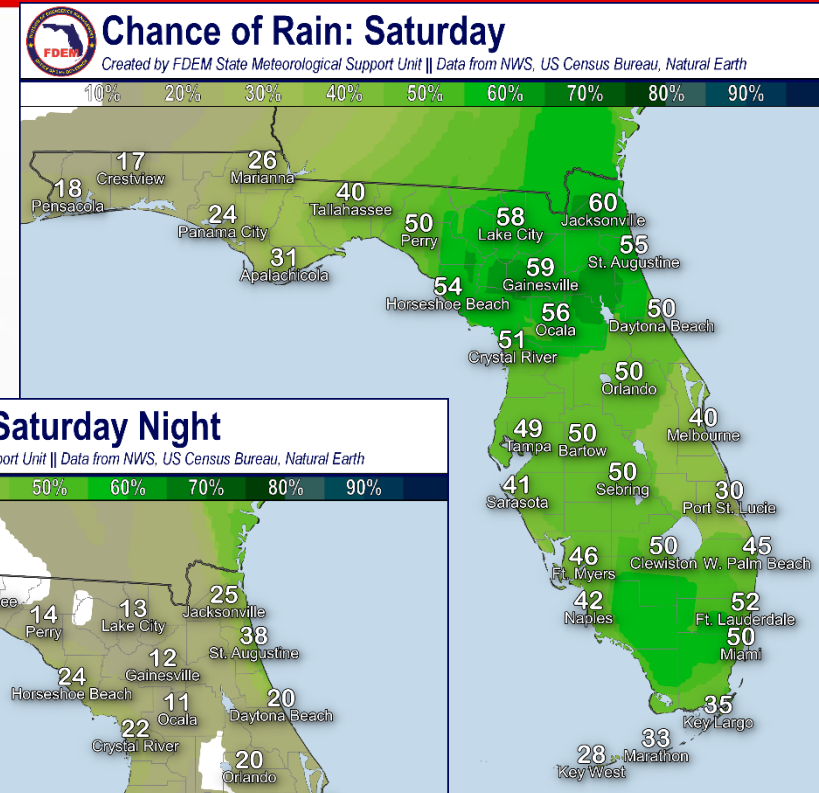 FDEM
Chance of Rain: Saturday
Created by FDEM State Meteorological Support Unit || Data from NWS, US Census Bureau, Natural Earth
10% 20% 30% 40% 50% 60% 70% 80% 90%
17
Crestview
26
Marianna
18
Pensacola
40
Tallahassee
24
Panama City
50
Perry
58
Lake City
60
Jacksonville
31
Apalachicola
55
St. Augustine
59
Gainesville
54
Horseshoe Beach
56
Ocala
50
Daytona Beach
51
Crystal River
50
Orlando
40
Melbourne
49
Tampa
50
Bartow
41
Sarasota
50
Sebring
30
Port St. Lucie
46
Ft. Myers
50
Clewiston
45
W. Palm Beach
42
Naples
52
Ft. Lauderdale
50
Miami
35
Key Largo
33
Marathon
28
Key West
Saturday Night
port Unit || Data from NWS, US Census Bureau, Natural Earth
50% 60% 70% 80% 90%
ee
14
Perry
13
Lake City
25
Jacksonville
38
St. Augustine
12
Gainesville
24
Horseshoe Beach
11
Ocala
20
Daytona Beach
22
Crystal River
20
Orlando